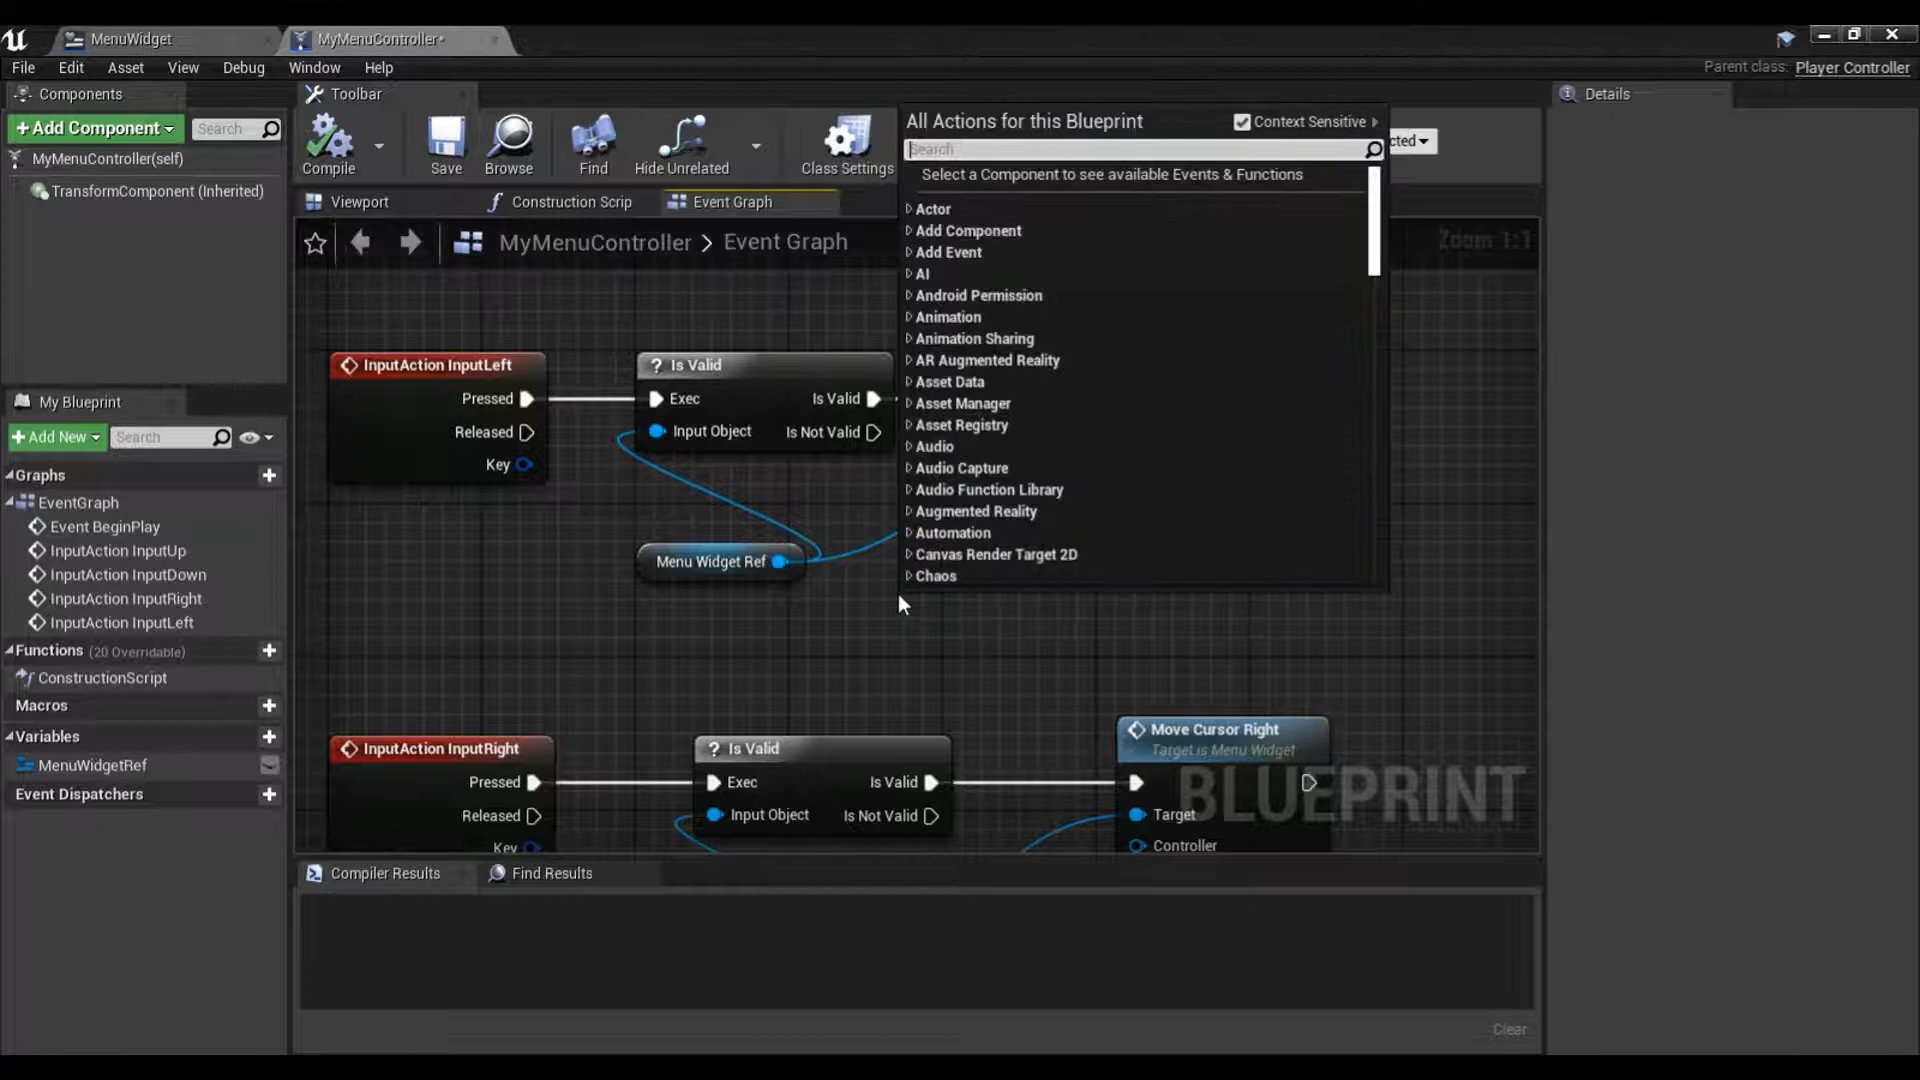 MenuWidget
MyMenuController*
File Edit Asset View Debug Window Help
Parent class: Player Controller
Components
+Add Component
Search
MyMenuController(self)
TransformComponent (Inherited)
Toolbar
Compile
Save
Browse
Find
Hide Unrelated
Class Settings
cted
Details
Viewport
Construction Scrip
Event Graph
MyMenuController > Event Graph
Zoom 1:1
All Actions for this Blueprint
Context Sensitive
Search
Select a Component to see available Events & Functions
Actor
Add Component
Add Event
AI
Android Permission
Animation
Animation Sharing
AR Augmented Reality
Asset Data
Asset Manager
Asset Registry
Audio
Audio Capture
Audio Function Library
Augmented Reality
Automation
Canvas Render Target 2D
Chaos
InputAction InputLeft
Pressed
Released
Key
? Is Valid
Exec
Is Valid
Input Object
Is Not Valid
Menu Widget Ref
InputAction InputRight
Pressed
Released
Key
? Is Valid
Exec
Is Valid
Input Object
Is Not Valid
Move Cursor Right
Target is Menu Widget
Target
Controller
BLUEPRINT
My Blueprint
+Add New
Search
Graphs
EventGraph
Event BeginPlay
InputAction InputUp
InputAction InputDown
InputAction InputRight
InputAction InputLeft
Functions (20 Overridable)
ConstructionScript
Macros
Variables
MenuWidgetRef
Event Dispatchers
Compiler Results
Find Results
Clear